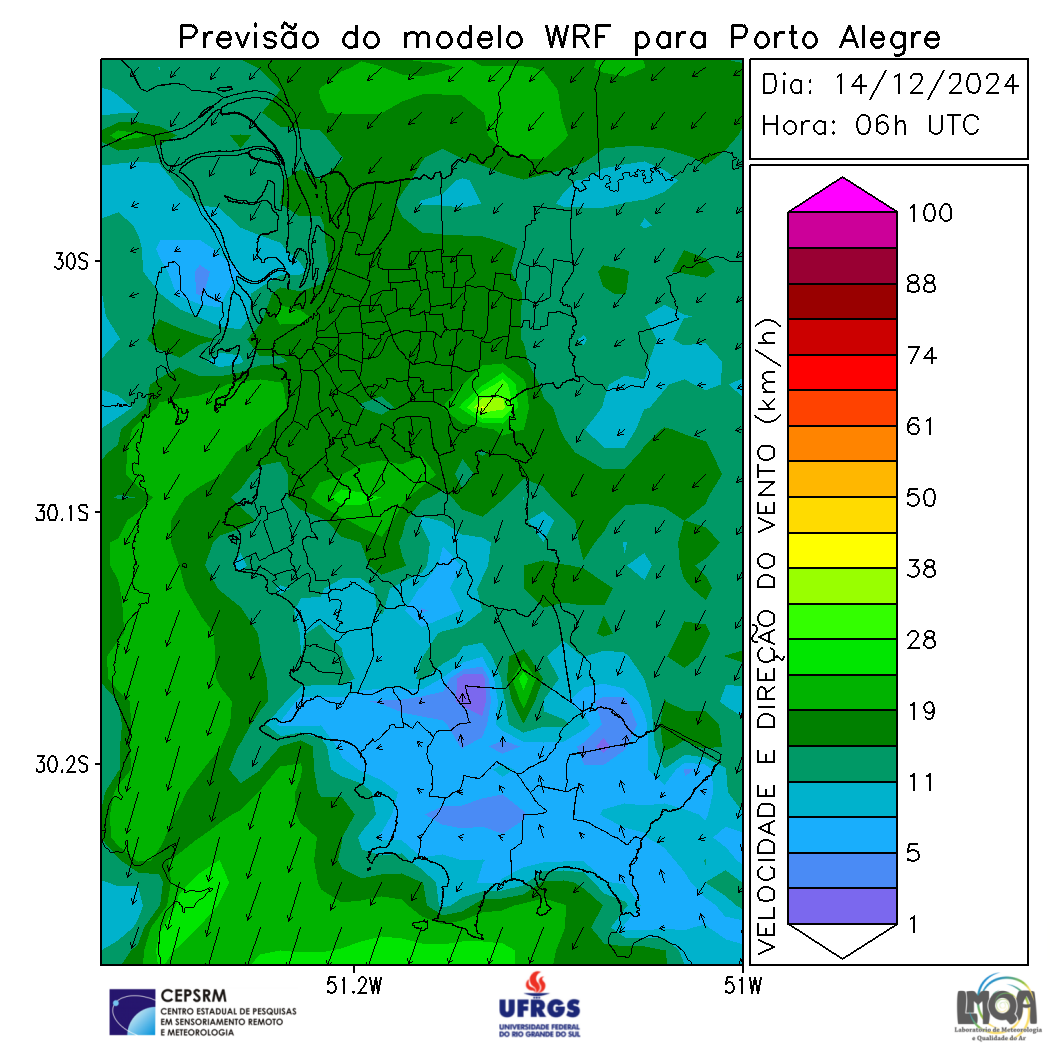 Previsão do modelo WRF para Porto Alegre
Dia: 14/12/2024
Hora: 06h UTC
30S
30.1S
30.2S
51.2W
51W
VELOCIDADE E DIREÇÃO DO VENTO (km/h)
100
88
74
61
50
38
28
19
11
5
1
CEPSRM
CENTRO ESTADUAL DE PESQUISAS
EM SENSORIAMENTO REMOTO
E METEOROLOGIA
UFRGS
UNIVERSIDADE FEDERAL
DO RIO GRANDE DO SUL
LMQA
Laboratório de Meteorologia
e Qualidade do Ar